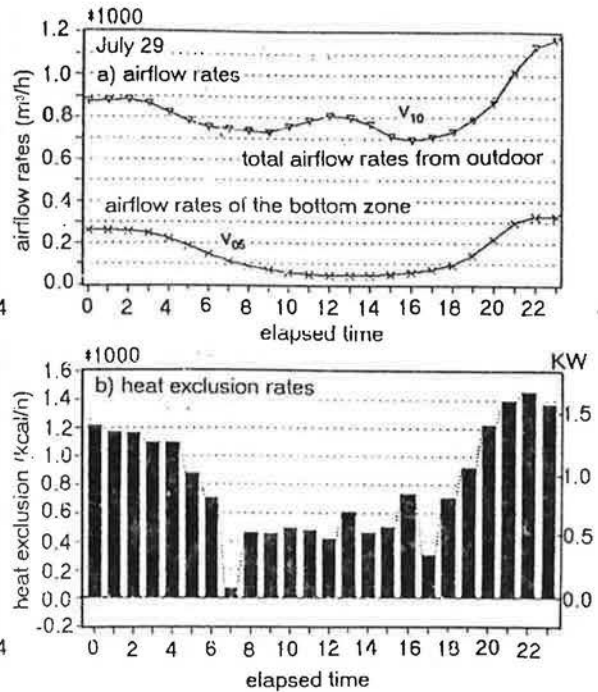 *1000
1.2
July 29
a) airflow rates
1.0
0.8
V10
0.6
total airflow rates from outdoor
0.4
airflow rates of the bottom zone
0.2
V05
0.0
airflow rates (m³/h)
0 2 4 6 8 10 12 14 16 18 20 22
elapsed time
4
*1000
KW
1.6
b) heat exclusion rates
1.4
1.5
1.2
1.0
1.0
0.8
0.6
0.5
0.4
0.2
0.0
0.0
-0.2
heat exclusion (kcal/h)
0 2 4 6 8 10 12 14 16 18 20 22
elapsed time
4